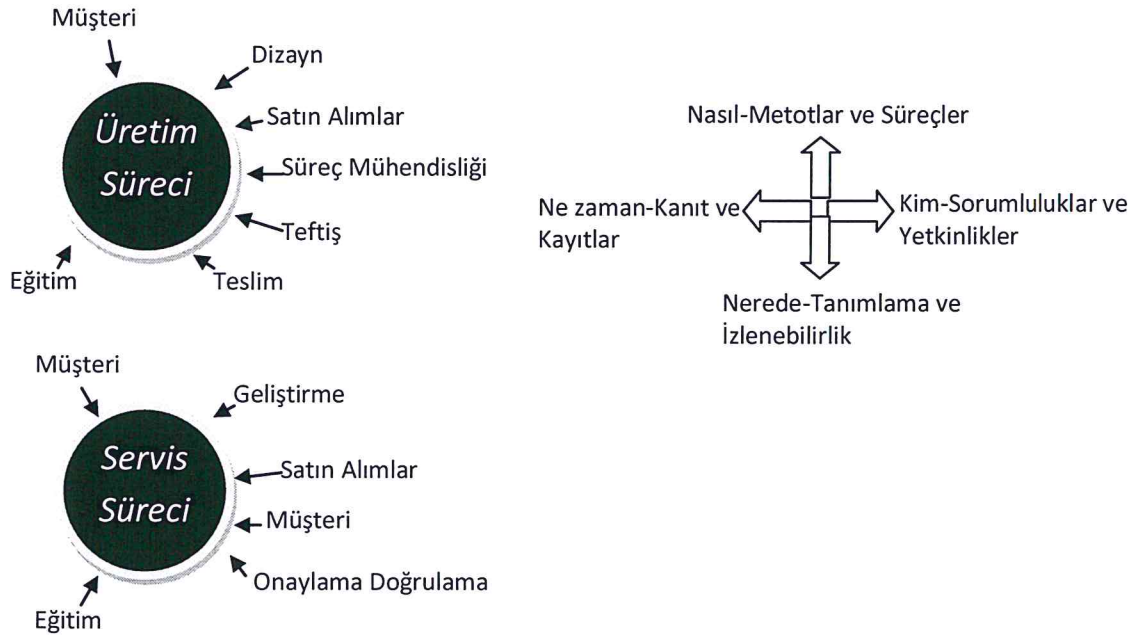 Müşteri
Dizayn
Satın Alımlar
Üretim
Süreci
Süreç Mühendisliği
Teftiş
Teslim
Eğitim
Nasıl-Metotlar ve Süreçler
Ne zaman-Kanıt ve
Kayıtlar
Kim-Sorumluluklar ve
Yetkinlikler
Nerede-Tanımlama ve
İzlenebilirlik
Müşteri
Geliştirme
Servis
Süreci
Satın Alımlar
Müşteri
Onaylama Doğrulama
Eğitim